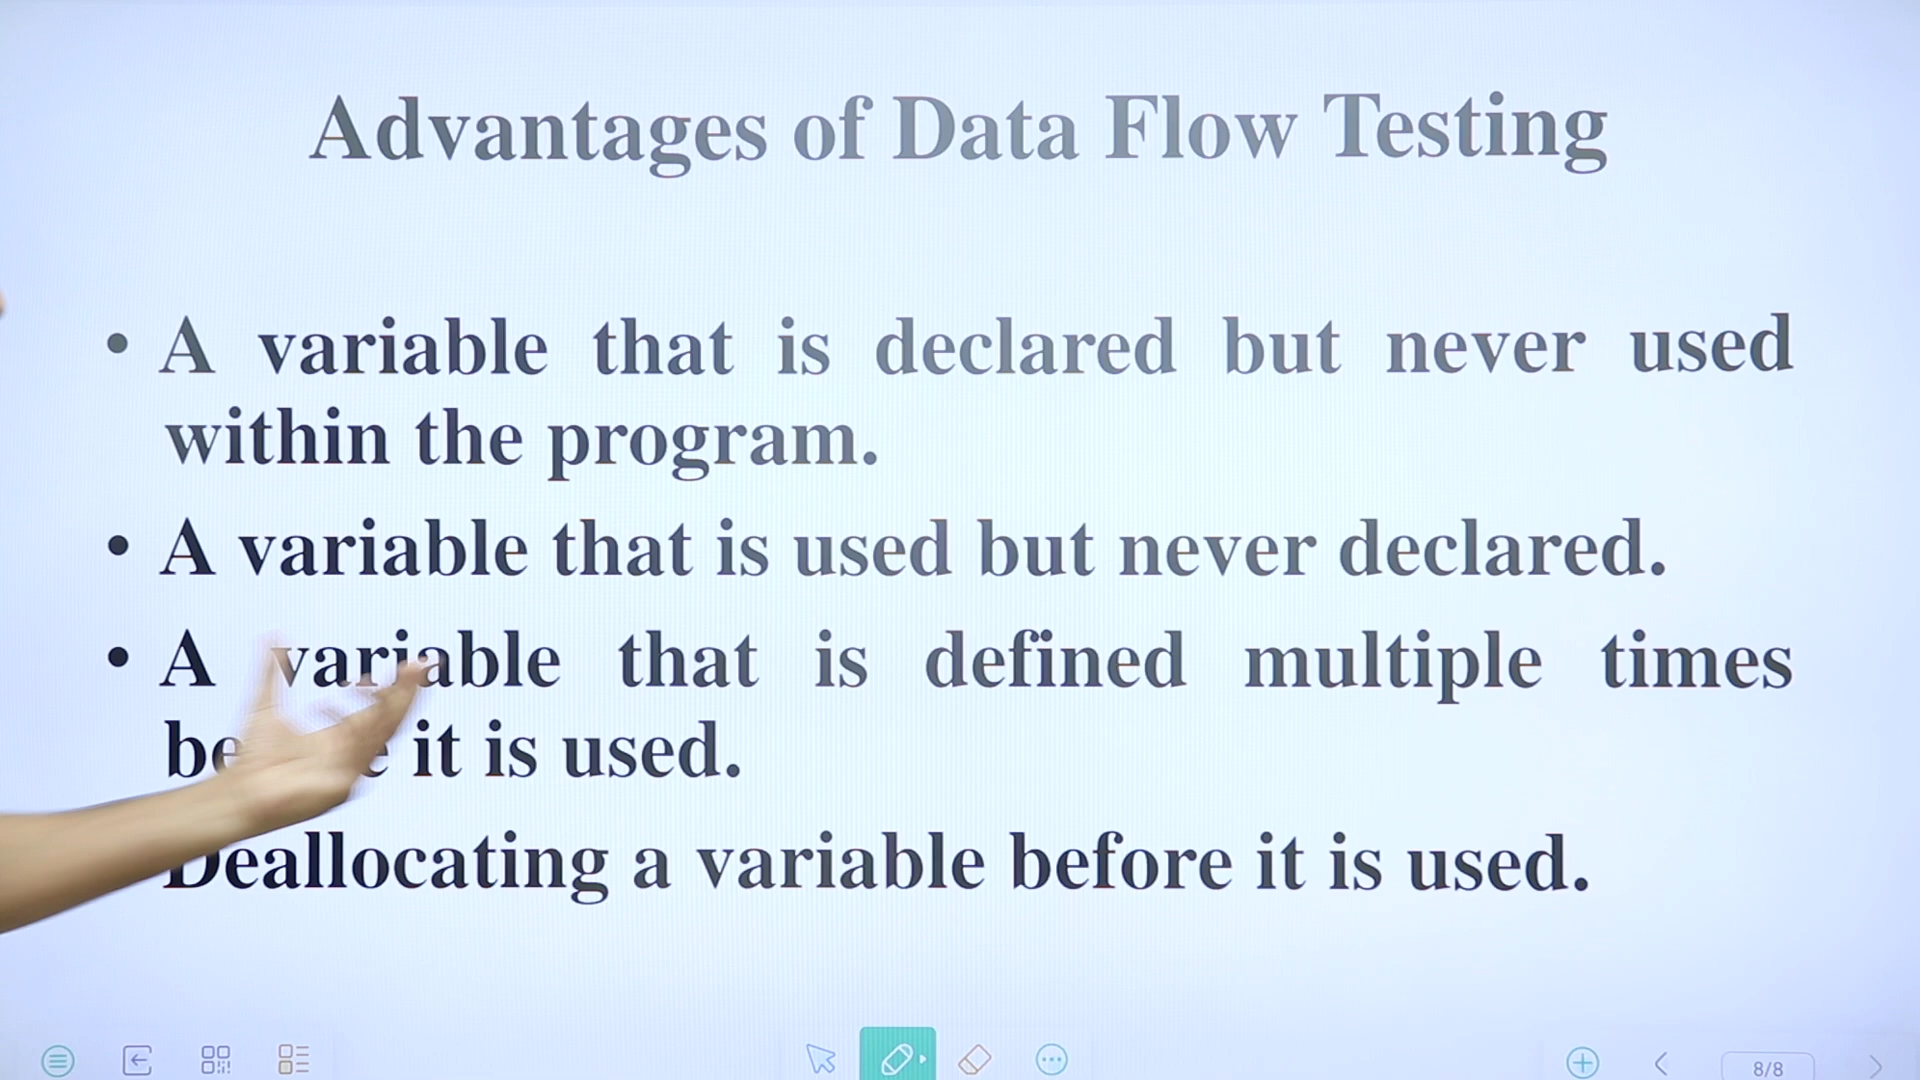 Advantages of Data Flow Testing
• A variable that is declared but never used
within the program.
• A variable that is used but never declared.
• A variable that is defined multiple times
it is used.
Deallocating a variable before it is used.
8/8